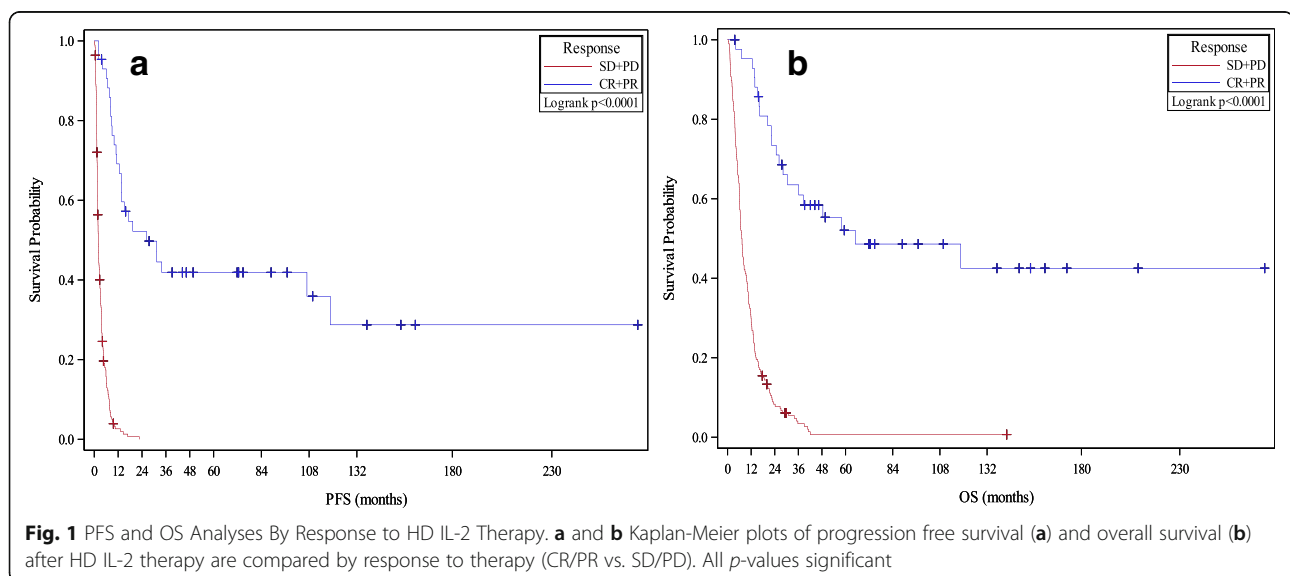 a
Response
SD+PD
CR+PR
Logrank p<0.0001
Survival Probability
1.0
0.8
0.6
0.4
0.2
0.0
0 12 24 36 48 60 84 108 132 180 230
PFS (months)
b
Response
SD+PD
CR+PR
Logrank p<0.0001
Survival Probability
1.0
0.8
0.6
0.4
0.2
0.0
0 12 24 36 48 60 84 108 132 180 230
OS (months)
Fig. 1 PFS and OS Analyses By Response to HD IL-2 Therapy. a and b Kaplan-Meier plots of progression free survival (a) and overall survival (b)
after HD IL-2 therapy are compared by response to therapy (CR/PR vs. SD/PD). All p-values significant